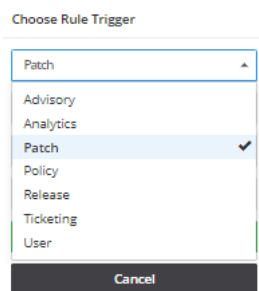 Choose Rule Trigger
Patch
Advisory
Analytics
Patch
Policy
Release
Ticketing
User
Cancel